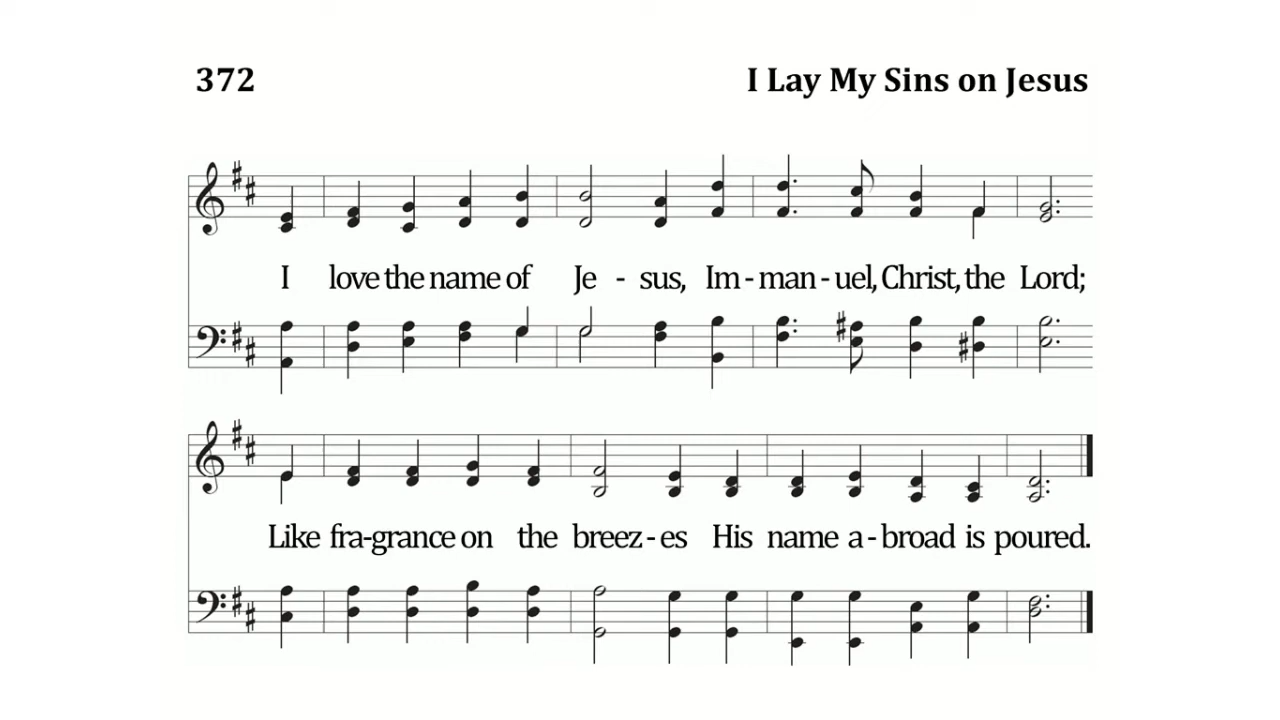 372 I Lay My Sins on Jesus
I love the name of Je - sus, Im - man - uel, Christ, the Lord;
Like fra-grance on the breez - es His name a - broad is poured.